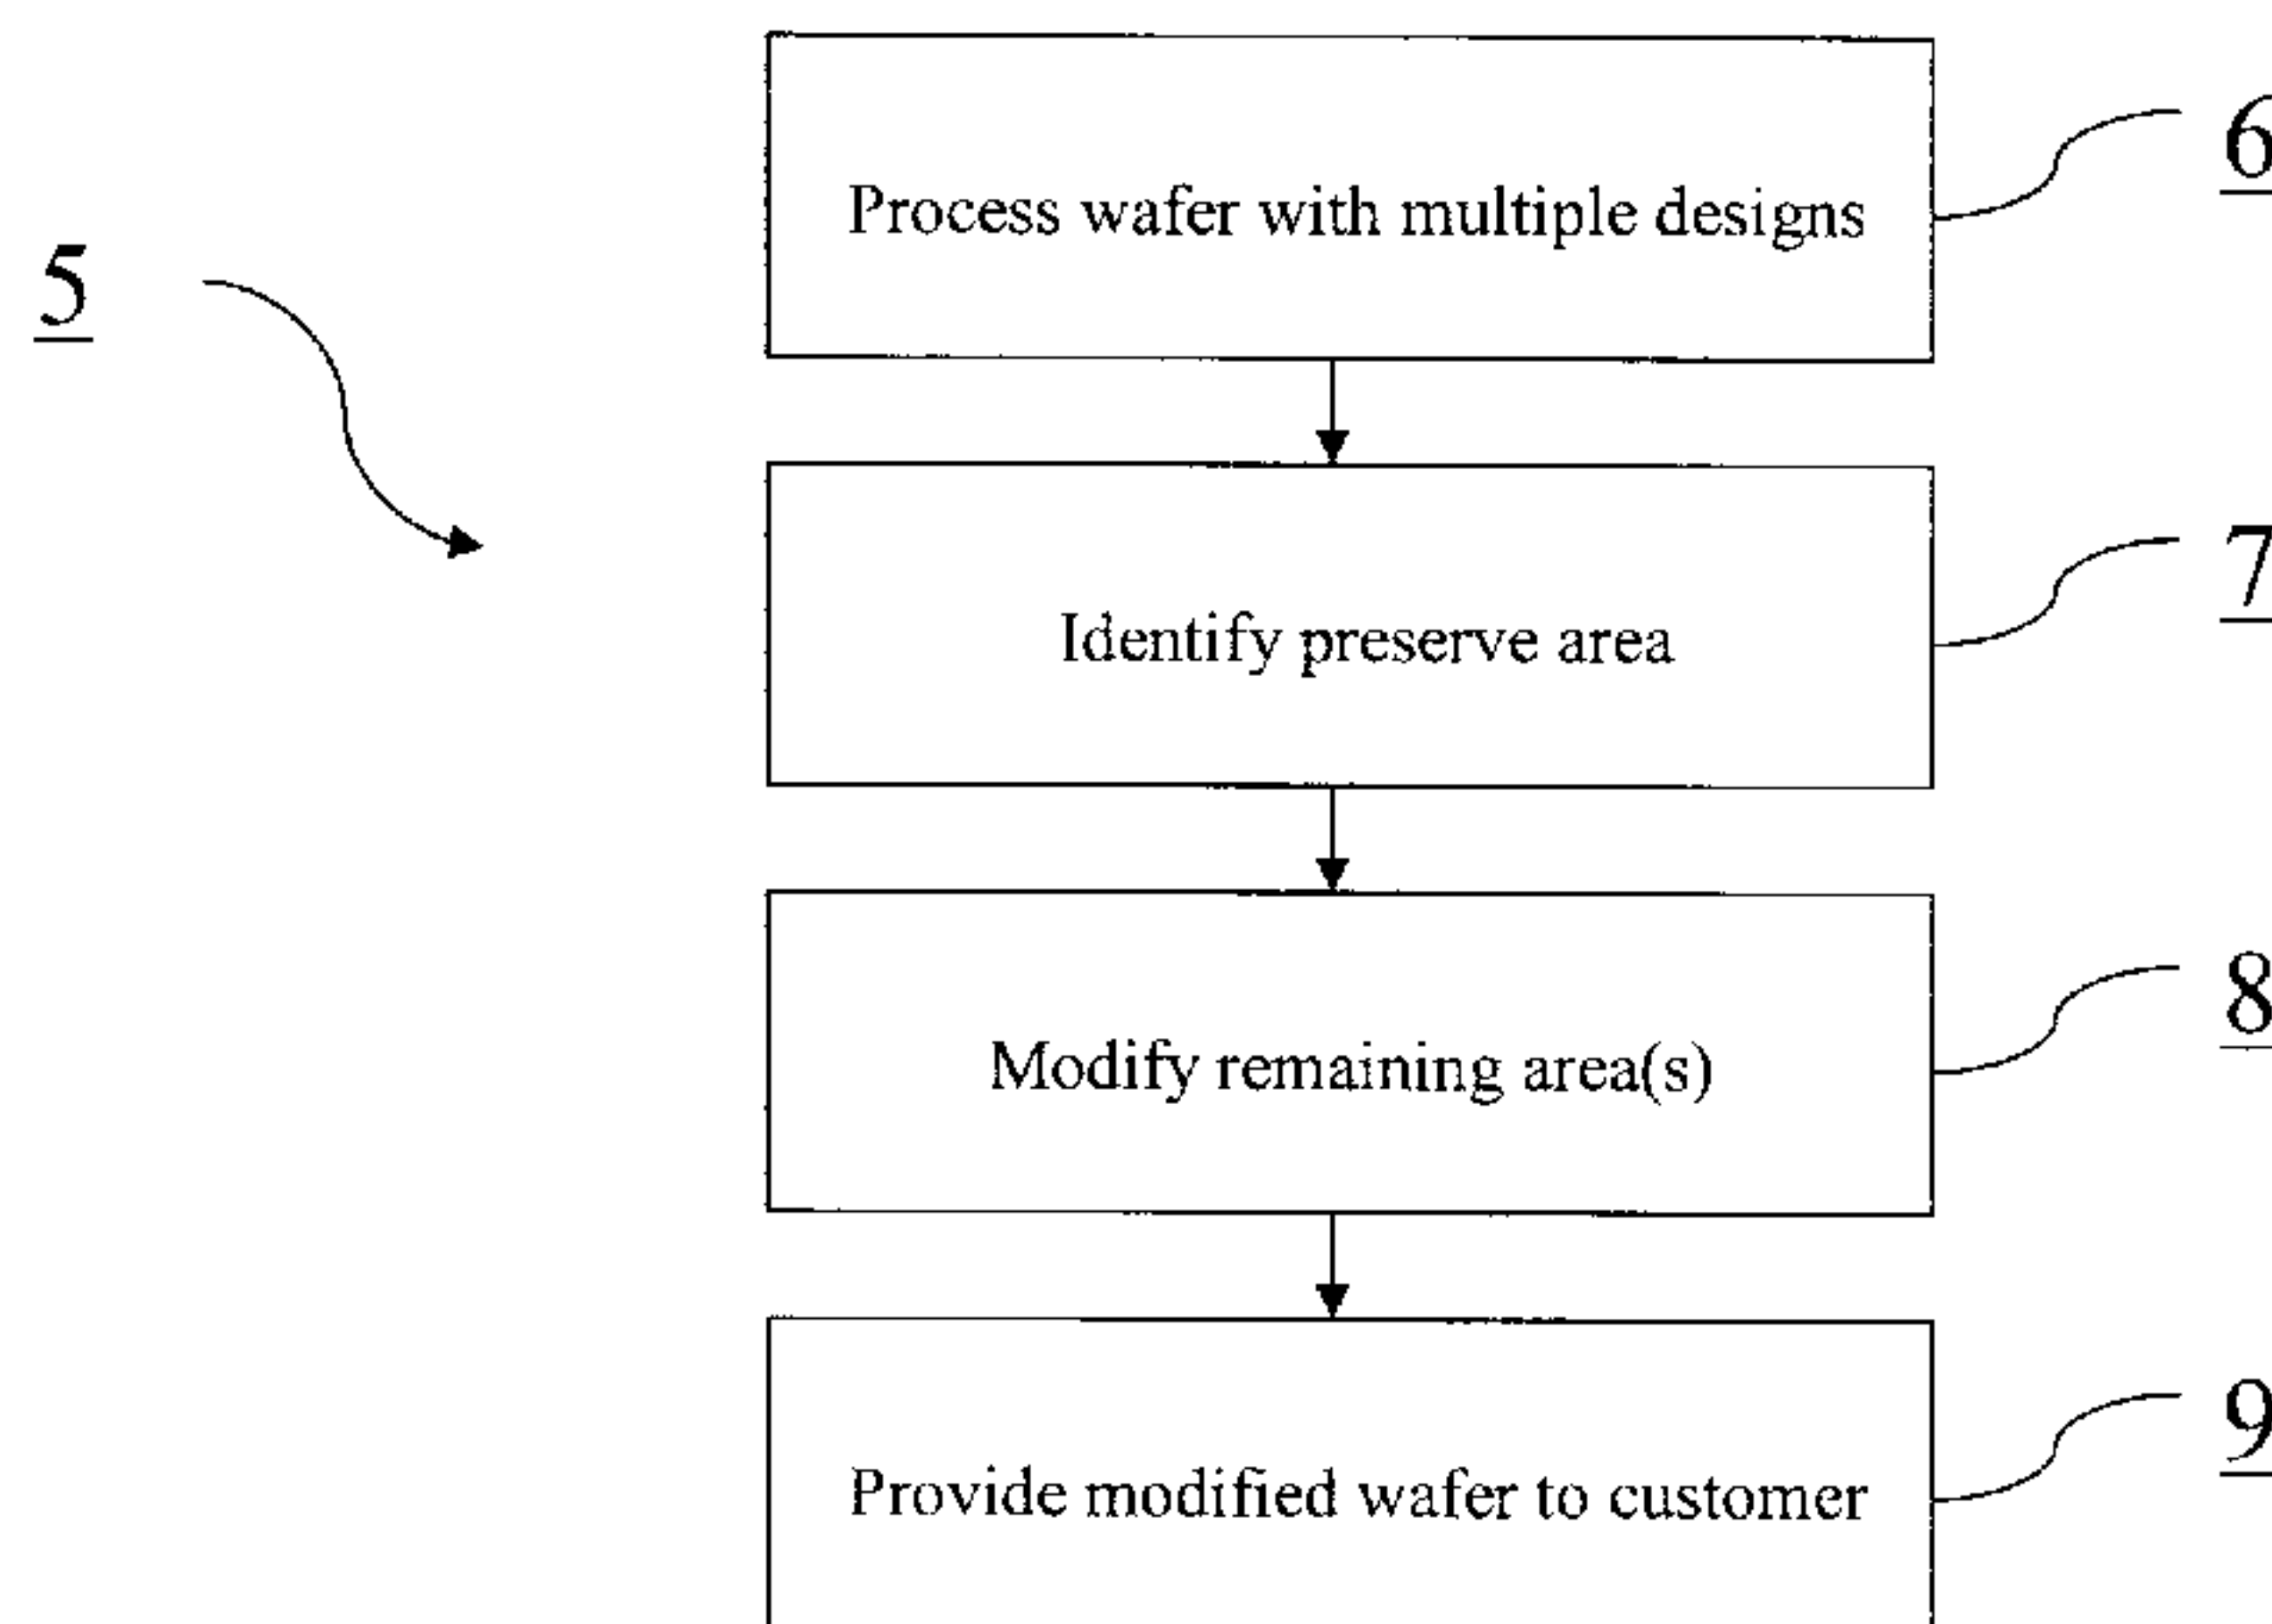 Process wafer with multiple designs
6
5
Identify preserve area
7
Modify remaining area(s)
8
Provide modified wafer to customer
9